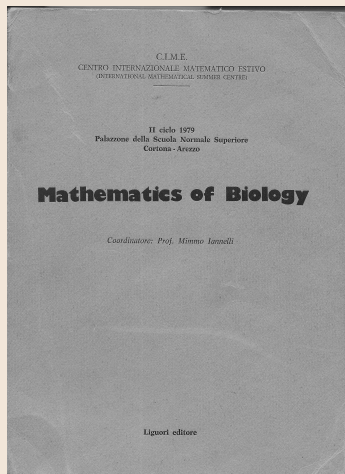 C.I.M.E.
CENTRO INTERNAZIONALE MATEMATICO ESTIVO
(INTERNATIONAL MATHEMATICAL SUMMER CENTRE)
II ciclo 1979
Palazzone della Scuola Normale Superiore
Cortona - Arezzo
Mathematics of Biology
Coordinatore: Prof. Mimmo Iannelli
Liguori editore